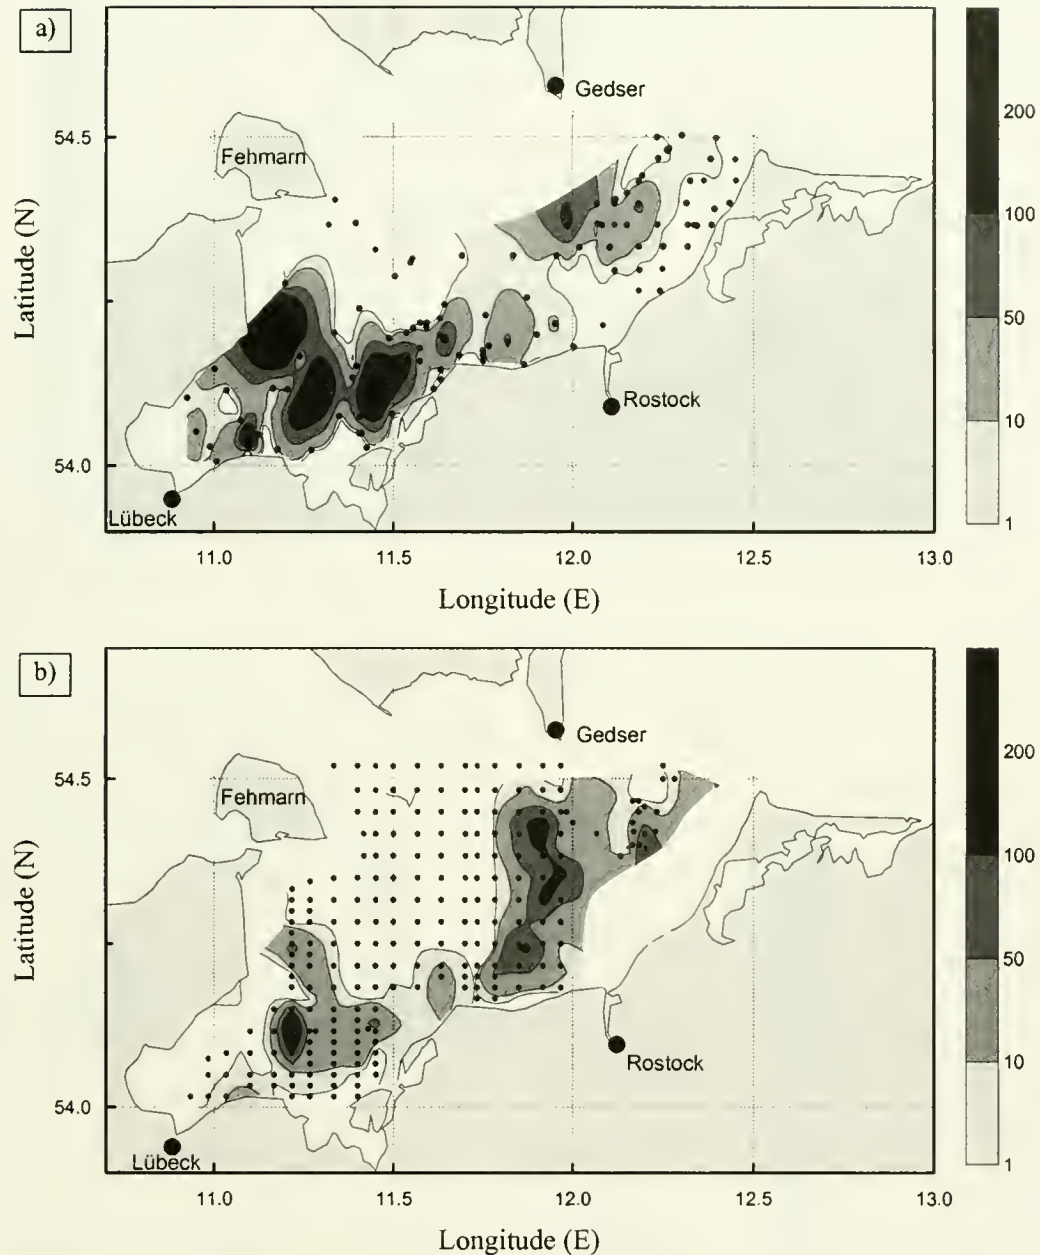 a)
Gedser
200
54.5
Fehmarn
Latitude (N)
100
50
Rostock
10
54.0
Lübeck
1
11.0 11.5 12.0 12.5 13.0
Longitude (E)
b)
Gedser
200
54.5
Fehmarn
Latitude (N)
100
50
Rostock
10
54.0
Lübeck
1
11.0 11.5 12.0 12.5 13.0
Longitude (E)